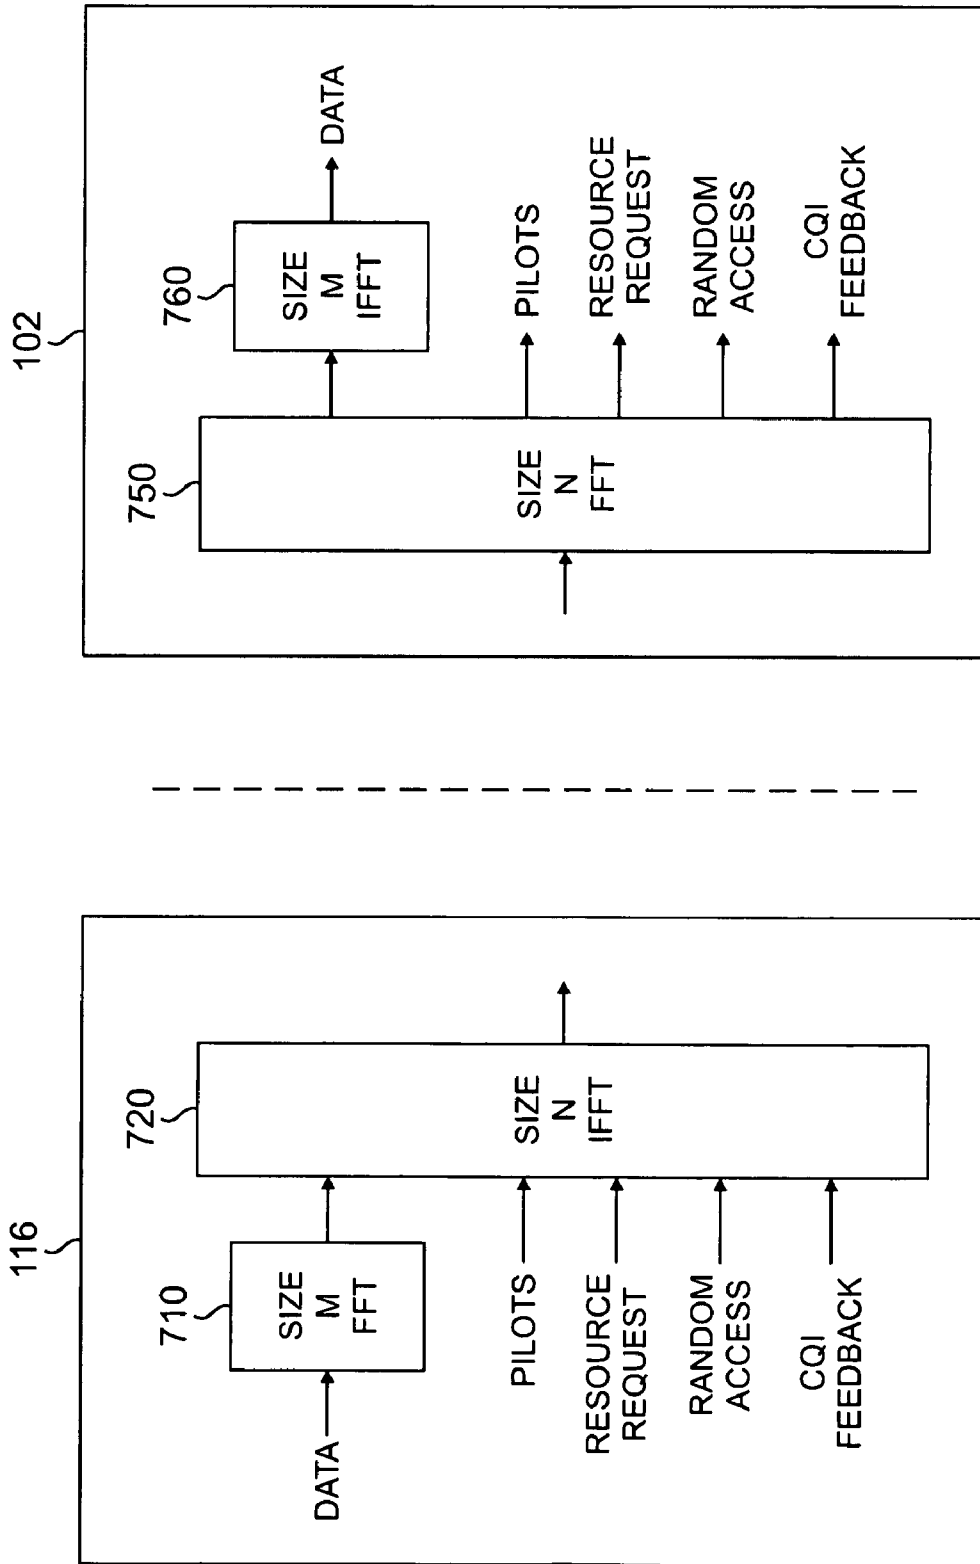 116
710
720
DATA
SIZE
M
FFT
SIZE
N
IFFT
PILOTS
RESOURCE
REQUEST
RANDOM
ACCESS
CQI
FEEDBACK
102
750
760
SIZE
N
FFT
SIZE
M
IFFT
DATA
PILOTS
RESOURCE
REQUEST
RANDOM
ACCESS
CQI
FEEDBACK